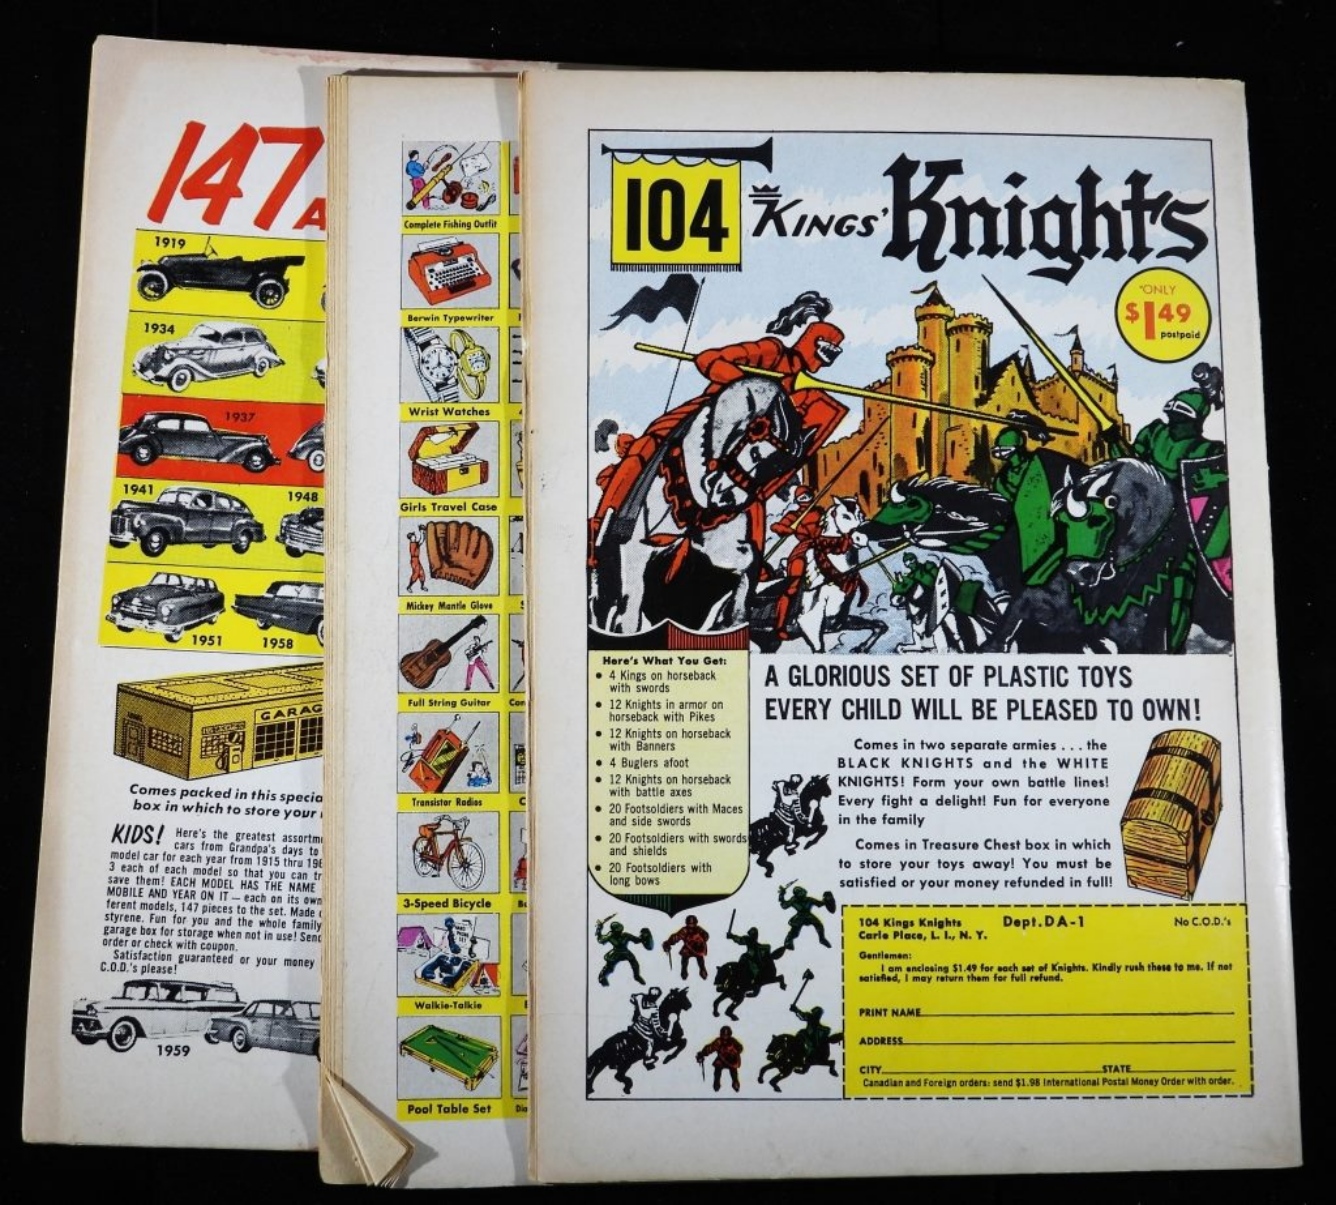 147 A
1919
1934
1937
1941
1948
1951
1958
GARAG
Comes packed in this specia
box in which to store your
KIDS! Here's the greatest assortme
cars from Grandpa's days to
model car for each year from 1915 thru 196
3 each of each model so that you can tr
save them! EACH MODEL HAS THE NAME
MOBILE AND YEAR ON IT — each on its own
ferent models, 147 pieces to the set. Made o
styrene. Fun for you and the whole family
garage box for storage when not in use! Send
order or check with coupon.
Satisfaction guaranteed or your money
C.O.D.'s please!
1959
Complete Fishing Outfit
Berwin Typewriter
Wrist Watches
Girls Travel Case
Mickey Mantle Glove
Full String Guitar
Con
Transistor Radios
3-Speed Bicycle
Walkie-Talkie
Pool Table Set
104
KINGS' Knights
ONLY
$1.49
postpaid
Here's What You Get:
• 4 Kings on horseback
with swords
• 12 Knights in armor on
horseback with Pikes
• 12 Knights on horseback
with Banners
• 4 Buglers afoot
• 12 Knights on horseback
with battle axes
• 20 Footsoldiers with Maces
and side swords
• 20 Footsoldiers with swords
and shields
• 20 Footsoldiers with
long bows
A GLORIOUS SET OF PLASTIC TOYS
EVERY CHILD WILL BE PLEASED TO OWN!
Comes in two separate armies . . . the
BLACK KNIGHTS and the WHITE
KNIGHTS! Form your own battle lines!
Every fight a delight! Fun for everyone
in the family
Comes in Treasure Chest box in which
to store your toys away! You must be
satisfied or your money refunded in full!
104 Kings Knights Dept. DA-1 No C.O.D.'s
Carle Place, L. I., N. Y.
Gentlemen:
I am enclosing $1.49 for each set of Knights. Kindly rush these to me. If not
satisfied, I may return them for full refund.
PRINT NAME
ADDRESS
CITY STATE
Canadian and Foreign orders: send $1.98 International Postal Money Order with order.